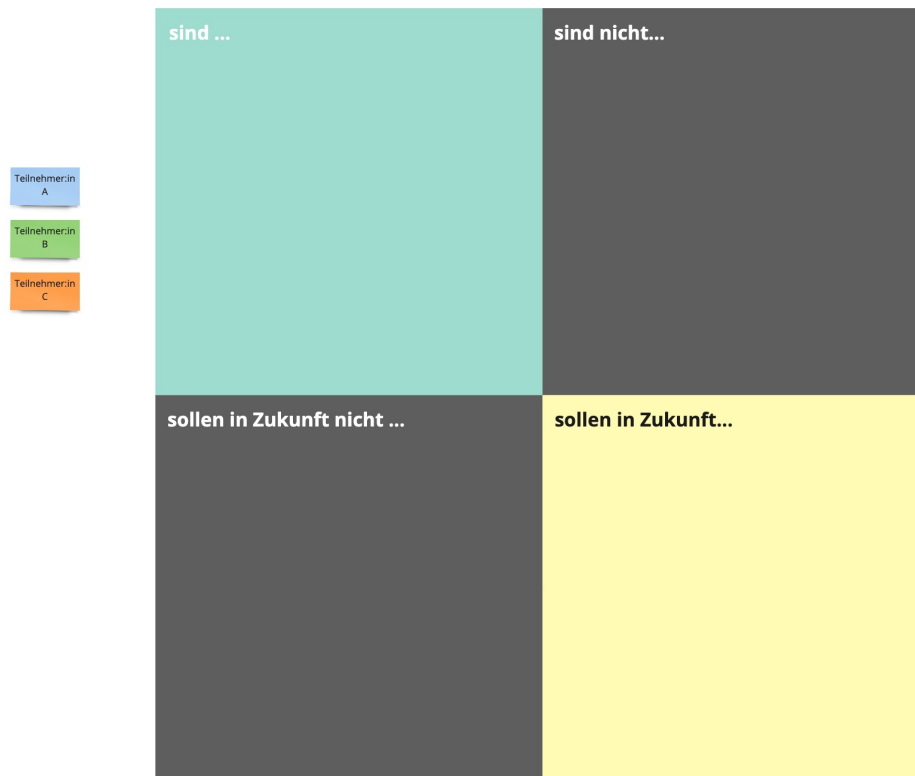 sind ...
sind nicht...
Teilnehmer:in
A
Teilnehmer:in
B
Teilnehmer:in
C
sollen in Zukunft nicht ...
sollen in Zukunft...